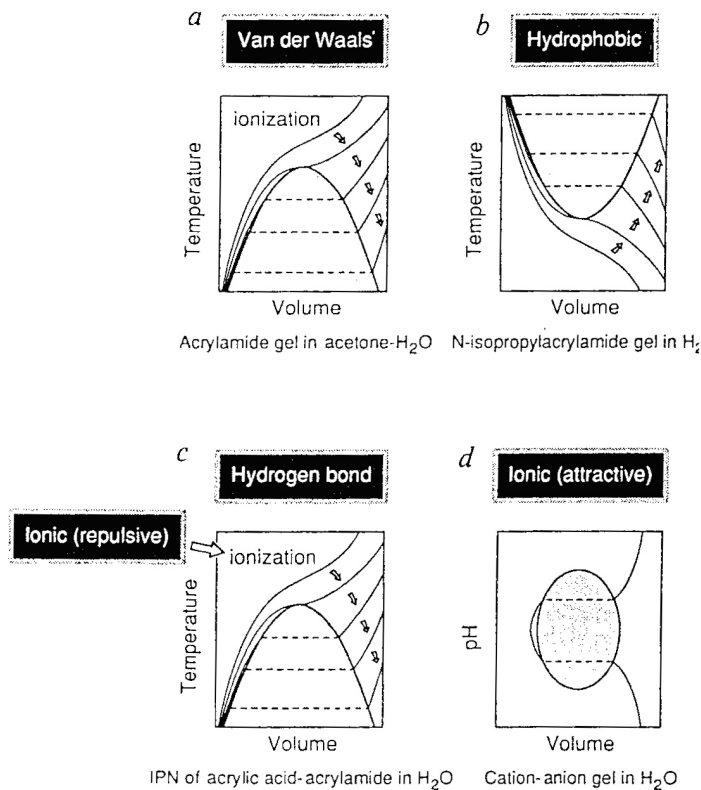 a
Van der Waals'
ionization
Temperature
Volume
Acrylamide gel in acetone-H₂O
b
Hydrophobic
Temperature
Volume
N-isopropylacrylamide gel in H₂
c
Hydrogen bond
Ionic (repulsive)
ionization
Temperature
Volume
IPN of acrylic acid-acrylamide in H₂O
d
Ionic (attractive)
pH
Volume
Cation-anion gel in H₂O